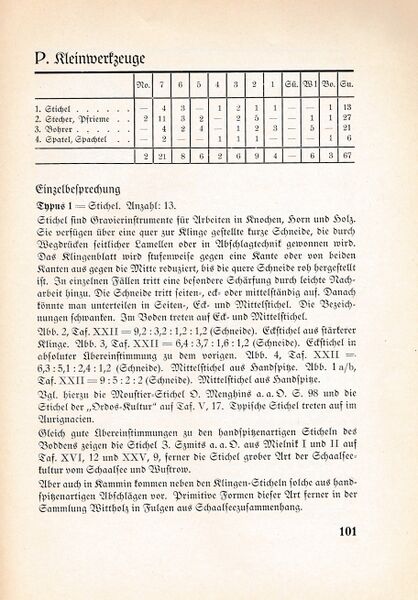 P. Kleinwerkzeuge
No. 7 6 5 4 3 2 1 Sü. WI Bo. Su.
1. Stichel . . . . . . — 4 3 — 1 2 1 1 — — 1 13
2. Stecher, Pfrieme . . 2 11 3 2 — 2 5 — — 1 1 27
3. Bohrer . . . . . . — 4 2 4 — 1 2 3 — 5 — 21
4. Spatel, Spachtel . . — 2 — — 1 1 1 — — — 1 6
2 21 8 6 2 6 9 4 — 6 3 67
Einzelbesprechung
Typus 1 = Stichel. Anzahl: 13.
Stichel sind Gravierinstrumente für Arbeiten in Knochen, Horn und Holz.
Sie verfügen über eine quer zur Klinge gestellte kurze Schneide, die durch
Wegdrücken seitlicher Lamellen oder in Abschlagtechnik gewonnen wird.
Das Klingenblatt wird stufenweise gegen eine Kante oder von beiden
Kanten aus gegen die Mitte reduziert, bis die quere Schneide roh hergestellt
ist. In einzelnen Fällen tritt eine besondere Schärfung durch leichte Nach-
arbeit hinzu. Die Schneide tritt seiten-, eck- oder mittelständig auf. Danach
könnte man unterteilen in Seiten-, Eck- und Mittelstichel. Die Bezeich-
nungen schwanken. Im Boden treten auf Eck- und Mittelstichel.
Abb. 2, Taf. XXII = 9,2 : 3,2 : 1,2 : 1,2 (Schneide). Eckstichel aus stärkerer
Klinge. Abb. 3, Taf. XXII = 6,4 : 3,7 : 1,6 : 1,2 (Schneide). Eckstichel in
absoluter Übereinstimmung zu dem vorigen. Abb. 4, Taf. XXII =
6,3 : 5,1 : 2,4 : 1,2 (Schneide). Mittelstichel aus Handspitze. Abb. 1 a/b,
Taf. XXII = 9 : 5 : 2 : 2 (Schneide). Mittelstichel aus Handspitze.
Vgl. hierzu die Moustier-Stichel O. Menghins a. a. O. S. 98 und die
Stichel der „Ordos-Kultur“ auf Taf. V, 17. Typische Stichel treten auf im
Aurignacien.
Gleich gute Übereinstimmungen zu den handspitzenartigen Sticheln des
Boddens zeigen die Stichel Z. Szmits a. a. O. aus Mielnik I und II auf
Taf. XVI, 12 und XXV, 9, ferner die Stichel grober Art der Schaalsee-
kultur vom Schaalsee und Wustrow.
Aber auch in Kammin kommen neben den Klingen-Sticheln solche aus hand-
spitzenartigen Abschlägen vor. Primitive Formen dieser Art ferner in der
Sammlung Wittholz in Folgen aus Schaalseezusammenhang.
101